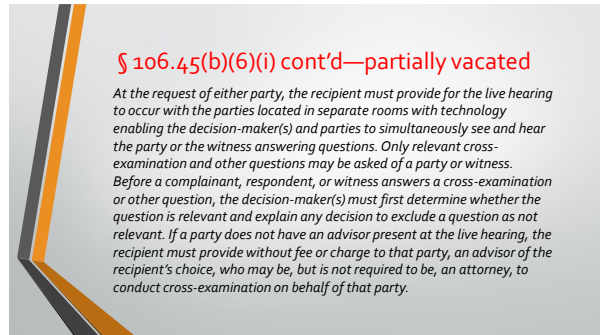 § 106.45(b)(6)(i) cont’d—partially vacated
At the request of either party, the recipient must provide for the live hearing
to occur with the parties located in separate rooms with technology
enabling the decision-maker(s) and parties to simultaneously see and hear
the party or the witness answering questions. Only relevant cross-
examination and other questions may be asked of a party or witness.
Before a complainant, respondent, or witness answers a cross-examination
or other question, the decision-maker(s) must first determine whether the
question is relevant and explain any decision to exclude a question as not
relevant. If a party does not have an advisor present at the live hearing, the
recipient must provide without fee or charge to that party, an advisor of the
recipient’s choice, who may be, but is not required to be, an attorney, to
conduct cross-examination on behalf of that party.